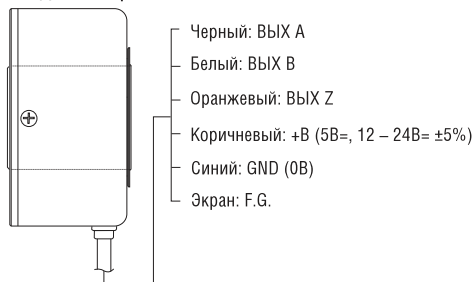 Черный: ВЫХ A
Белый: ВЫХ B
Оранжевый: ВЫХ Z
Коричневый: +В (5В=, 12 – 24В= ±5%)
Синий: GND (0В)
Экран: F.G.